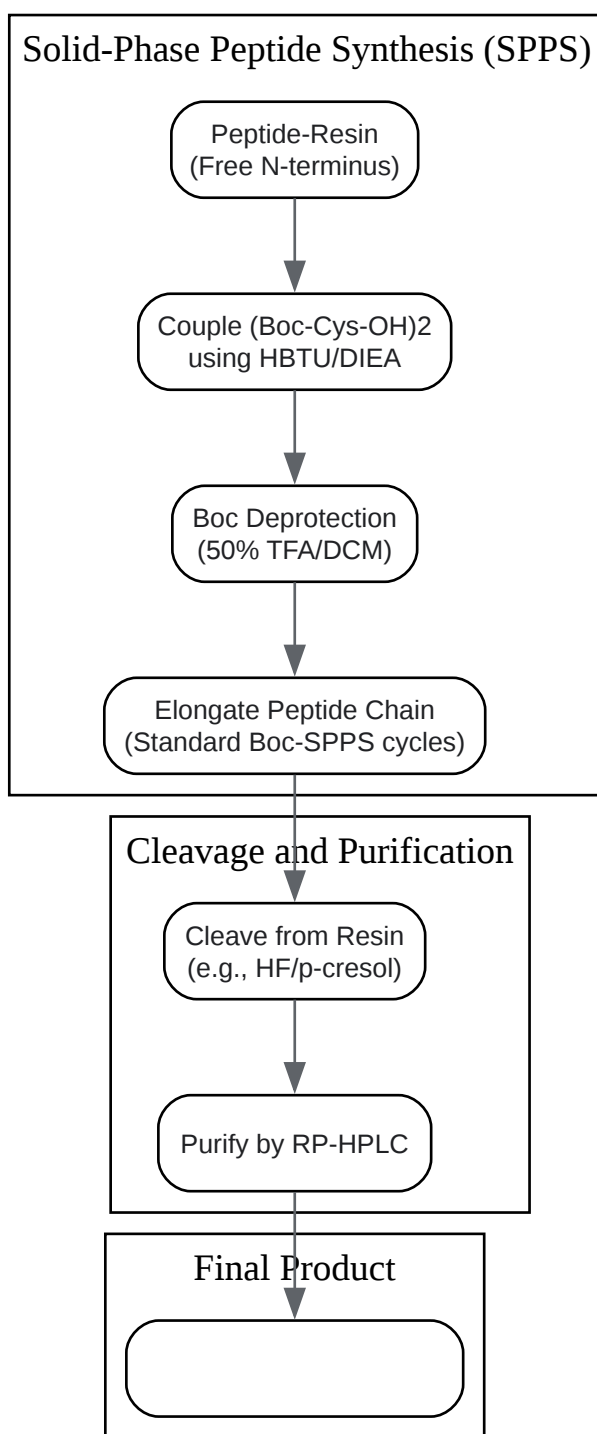 Solid-Phase Peptide Synthesis (SPPS)
Peptide-Resin
(Free N-terminus)
Couple (Boc-Cys-OH)2
using HBTU/DIEA
Boc Deprotection
(50% TFA/DCM)
Elongate Peptide Chain
(Standard Boc-SPPS cycles)
Cleavage and Purification
Cleave from Resin
(e.g., HF/p-cresol)
Purify by RP-HPLC
Final Product